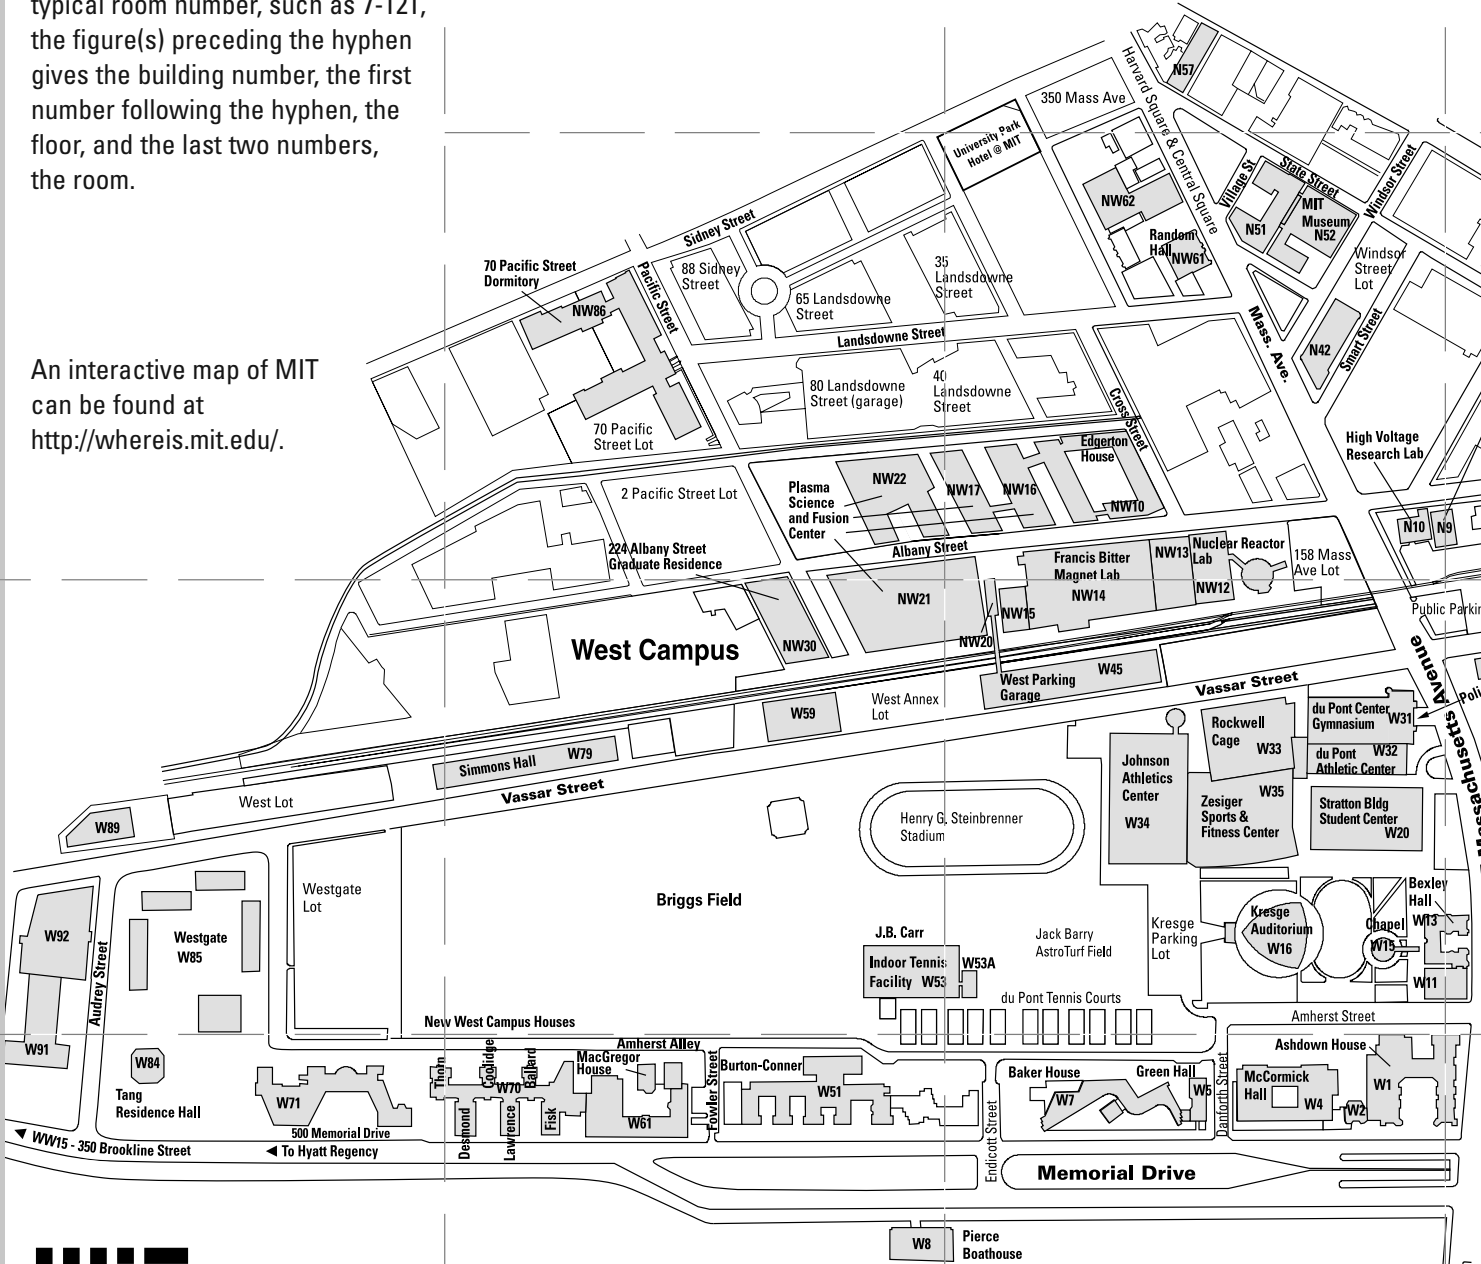 typical room number, such as 7-121,
the figure(s) preceding the hyphen
gives the building number, the first
number following the hyphen, the
floor, and the last two numbers,
the room.
An interactive map of MIT
can be found at
http://whereis.mit.edu/.
N57
350 Mass Ave
Harvard Square & Central Square
University Park
Hotel @ MIT
NW62
Village St
State Street
Windsor Street
MIT
Museum
N52
N51
Random
Hall
NW61
Windsor
Street
Lot
Sidney Street
70 Pacific Street
Dormitory
NW86
Pacific Street
88 Sidney
Street
65 Landsdowne
Street
35
Landsdowne
Street
Landsdowne Street
Mass. Ave.
N42
Smart Street
80 Landsdowne
Street (garage)
40
Landsdowne
Street
Cross Street
70 Pacific
Street Lot
High Voltage
Research Lab
Edgerton
House
NW22
NW17
NW16
NW10
2 Pacific Street Lot
Plasma
Science
and Fusion
Center
N10
N9
Albany Street
224 Albany Street
Graduate Residence
Francis Bitter
Magnet Lab
NW14
NW13
Nuclear Reactor
Lab
NW12
158 Mass
Ave Lot
NW21
NW15
NW20
NW30
Public Parkin
West Campus
West Parking
Garage
W45
Vassar Street
Massachusetts Avenue
Poli
West Annex
Lot
W59
du Pont Center
Gymnasium
W31
Rockwell
Cage
W33
du Pont
Athletic Center
W32
Simmons Hall
W79
Johnson
Athletics
Center
W34
Zesiger
Sports &
Fitness Center
W35
Stratton Bldg
Student Center
W20
West Lot
Vassar Street
W89
Henry G. Steinbrenner
Stadium
Westgate
Lot
Briggs Field
Bexley
Hall
W13
Kresge
Auditorium
W16
Chapel
W15
Kresge
Parking
Lot
Jack Barry
AstroTurf Field
J.B. Carr
Indoor Tennis
Facility W53
W53A
W11
W92
Westgate
W85
Audrey Street
du Pont Tennis Courts
Amherst Street
New West Campus Houses
Amherst Alley
W91
W84
Tang
Residence Hall
W71
500 Memorial Drive
Thorn
Coolidge
Ballard
W70
Desmond
Lawrence
Fisk
MacGregor
House
W61
Fowler Street
Burton-Conner
W51
Endicott Street
Baker House
W7
Green Hall
W5
Danforth Street
Ashdown House
McCormick
Hall
W4
W2
W1
WW15 - 350 Brookline Street
To Hyatt Regency
Memorial Drive
W8
Pierce
Boathouse